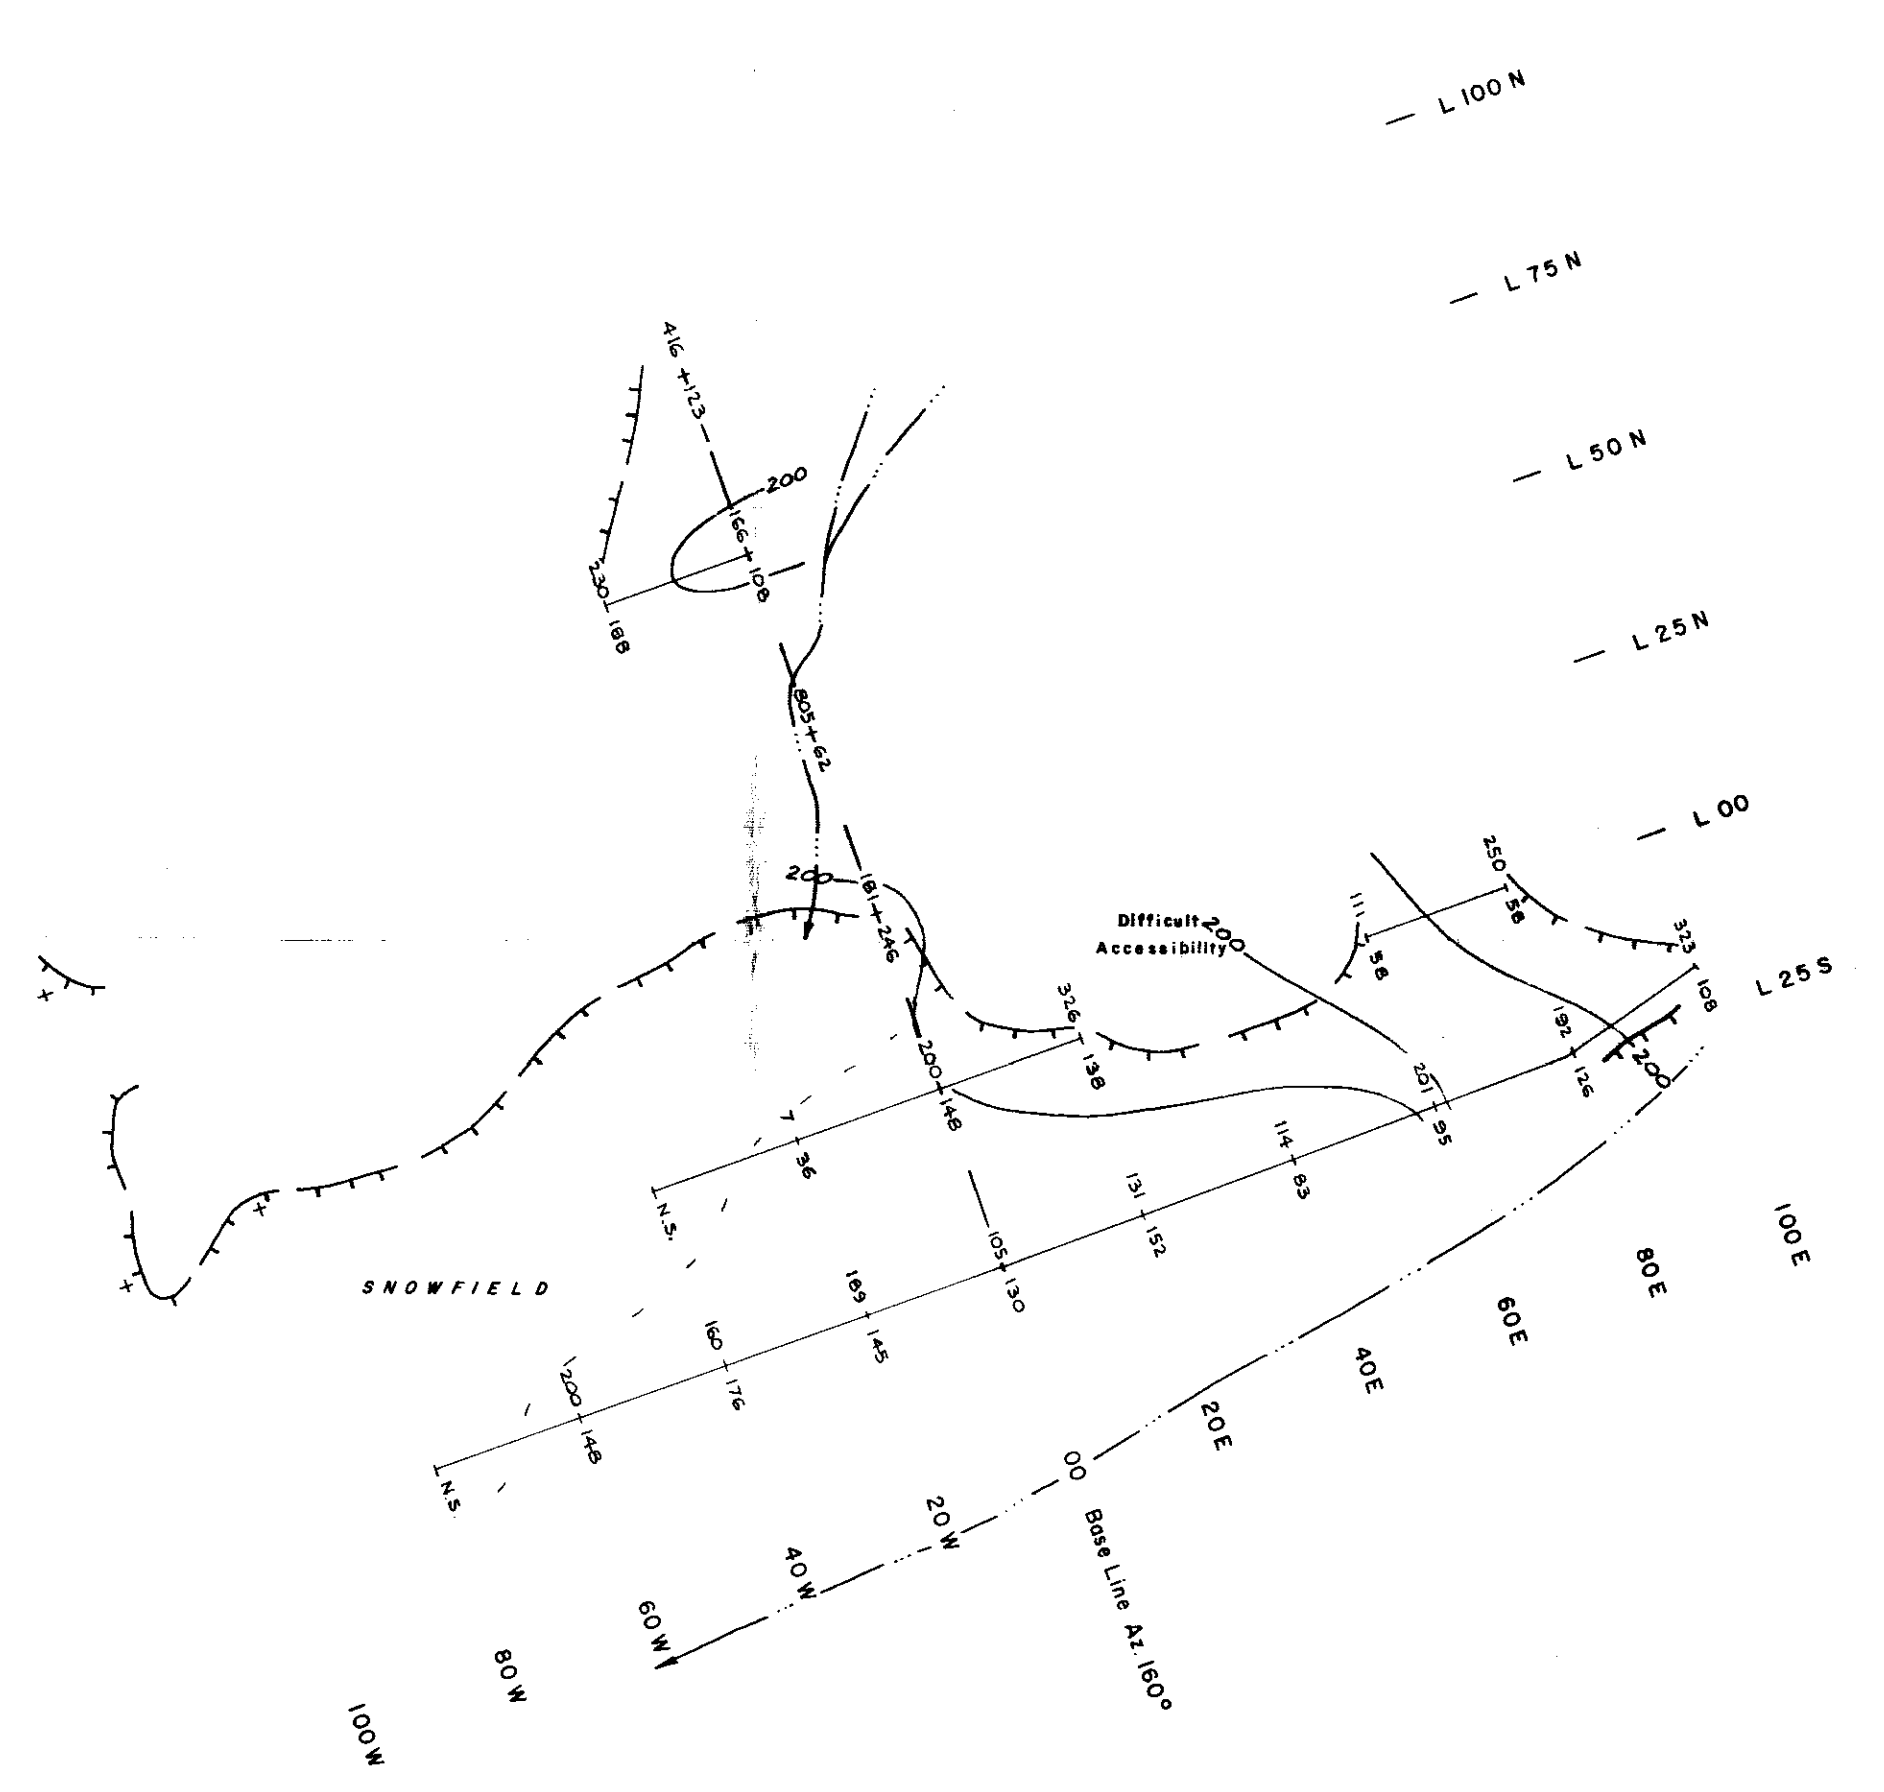 L 100 N
L 75 N
L 50 N
L 25 N
L 00
L 25 S
416
123
200
166
108
230
188
805
62
200
181
246
Difficult
Accessibility
200
111
58
250
58
323
108
326
138
200
148
7
36
N.S.
192
126
200
201
95
114
83
131
152
105
130
189
145
160
176
200
148
N.S.
SNOWFIELD
100 E
80 E
60 E
40 E
20 E
00
20 W
40 W
60 W
80 W
100 W
Base Line Az. 160°